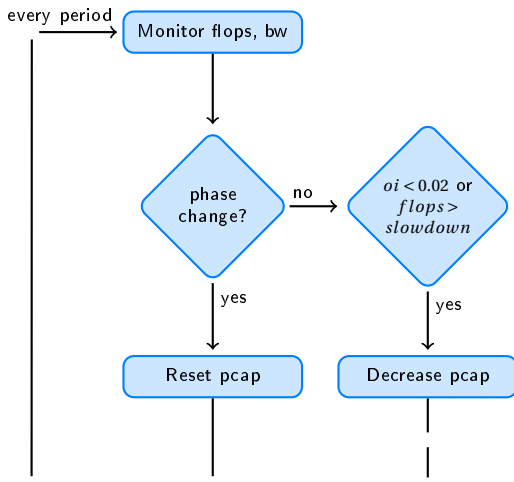 every period
Monitor flops, bw
phase
change?
no
oi < 0.02 or
flops >
slowdown
yes
yes
Reset pcap
Decrease pcap